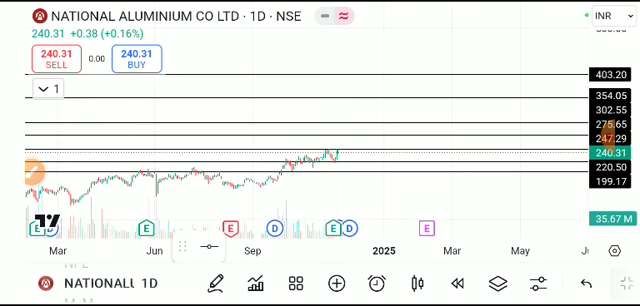 NATIONAL ALUMINIUM CO LTD · 1D · NSE
INR
240.31 +0.38 (+0.16%)
240.31
SELL
0.00
240.31
BUY
1
403.20
354.05
302.55
275.65
247.29
240.31
220.50
199.17
35.67 M
E D E E D E D E
Mar Jun Sep 2025 Mar May
NATIONALU 1D